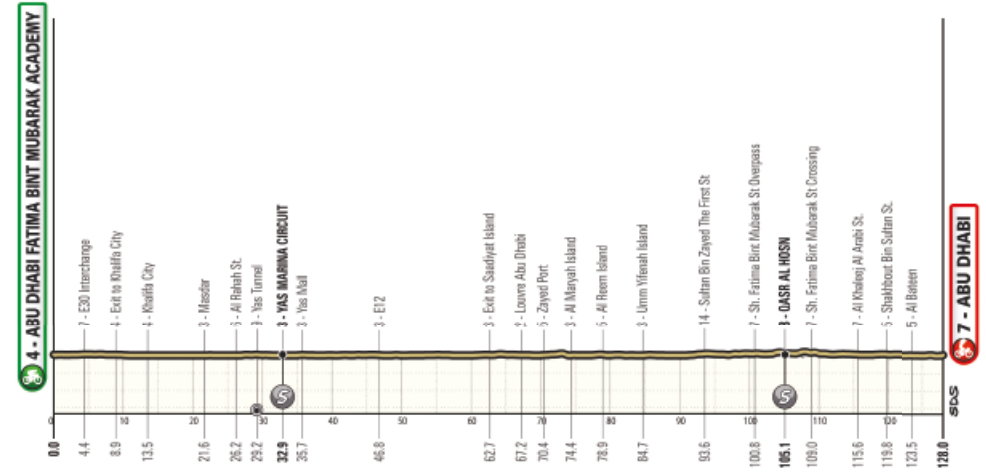 4 - ABU DHABI FATIMA BINT MUBARAK ACADEMY
7 - E30 Interchange
4 - Exit to Khalifa City
4 - Khalifa City
3 - Masdar
5 - Al Rahah St.
- Yas Tunnel
3 - YAS MARINA CIRCUIT
3 - Yas Mall
3 - E12
3 - Exit to Saadiyat Island
- Louvre Abu Dhabi
5 - Zayed Port
3 - Al Maryah Island
5 - Al Reem Island
3 - Umm Yifenah Island
14 - Sultan Bin Zayed The First St
7 - Sh. Fatima Bint Mubarak St Overpass
- QASR AL HOSN
7 - Sh. Fatima Bint Mubarak St Crossing
7 - Al Khaleej Al Arabi St.
5 - Shakhbout Bin Sultan St.
5 - Al Bateen
7 - ABU DHABI
S
S
SDS
0 10 20 30 40 50 60 70 80 90 100 110 120
0.0 4.4 8.9 13.5 21.6 26.2 29.2 32.9 35.7 46.8 62.7 67.2 70.4 74.4 78.9 84.7 93.6 100.8 105.1 109.0 115.6 119.8 123.5 128.0